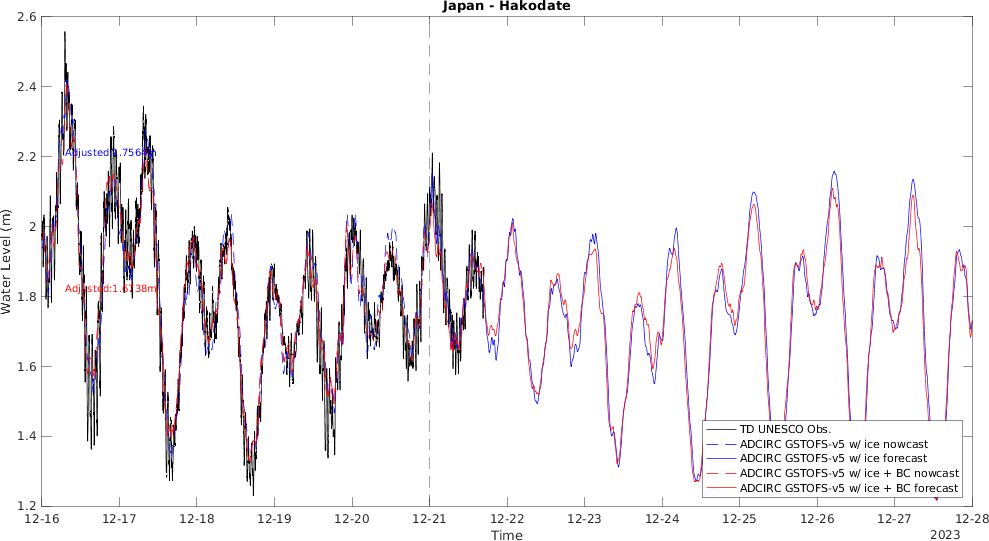 Japan - Hakodate
Water Level (m)
2.6
2.4
2.2
2
1.8
1.6
1.4
1.2
Adjusted:1.6738m
12-16
12-17
12-18
12-19
12-20
12-21
12-22
12-23
12-24
12-25
12-26
12-27
12-28
Time
2023
TD UNESCO Obs.
ADCIRC GSTOFS-v5 w/ ice nowcast
ADCIRC GSTOFS-v5 w/ ice forecast
ADCIRC GSTOFS-v5 w/ ice + BC nowcast
ADCIRC GSTOFS-v5 w/ ice + BC forecast